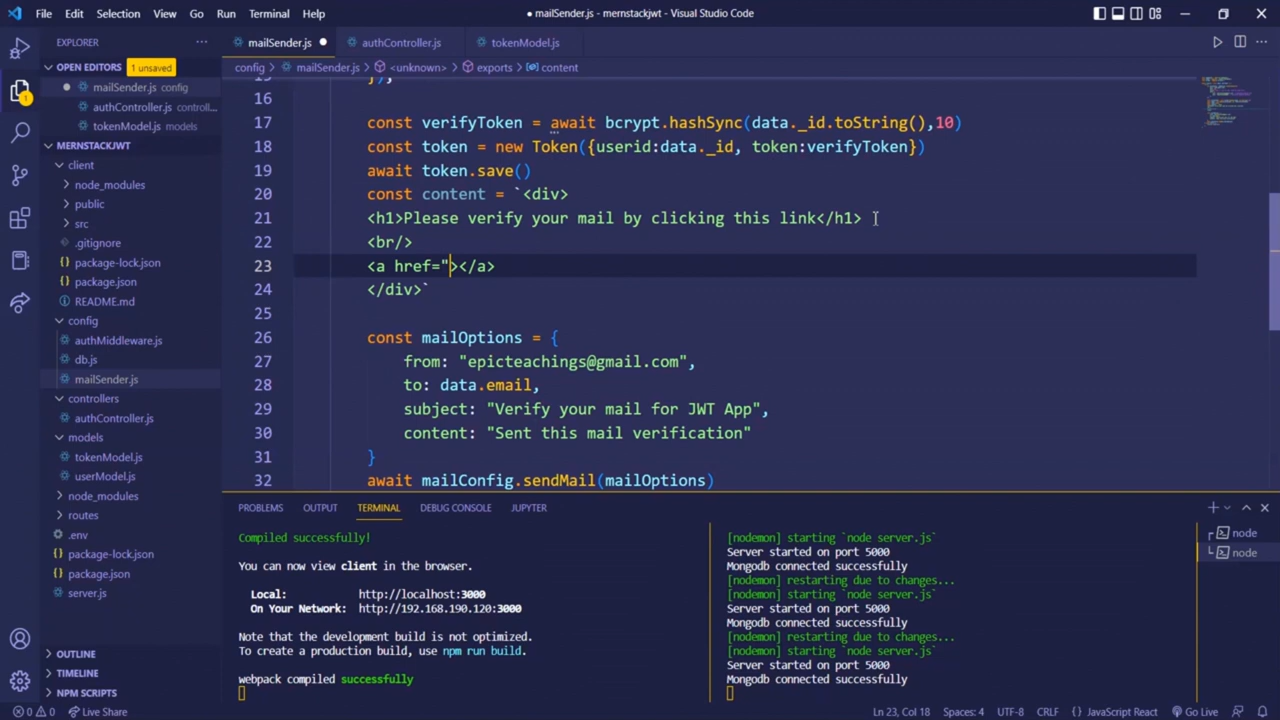 File Edit Selection View Go Run Terminal Help
● mailSender.js - mernstackjwt - Visual Studio Code
EXPLORER
OPEN EDITORS 1 unsaved
mailSender.js config
authController.js controll...
tokenModel.js models
MERNSTACKJWT
client
node_modules
public
src
.gitignore
package-lock.json
package.json
README.md
config
authMiddleware.js
db.js
mailSender.js
controllers
authController.js
models
tokenModel.js
userModel.js
node_modules
routes
.env
package-lock.json
package.json
server.js
OUTLINE
TIMELINE
NPM SCRIPTS
mailSender.js ● authController.js tokenModel.js
config > mailSender.js > <unknown> > exports > content
15 });
16
17 const verifyToken = await bcrypt.hashSync(data._id.toString(),10)
18 const token = new Token({userid:data._id, token:verifyToken})
19 await token.save()
20 const content = `<div>
21 <h1>Please verify your mail by clicking this link</h1>
22 <br/>
23 <a href="></a>
24 </div>`
25
26 const mailOptions = {
27 from: "epicteachings@gmail.com",
28 to: data.email,
29 subject: "Verify your mail for JWT App",
30 content: "Sent this mail verification"
31 }
32 await mailConfig.sendMail(mailOptions)
PROBLEMS OUTPUT TERMINAL DEBUG CONSOLE JUPYTER
Compiled successfully!
You can now view client in the browser.
Local: http://localhost:3000
On Your Network: http://192.168.190.120:3000
Note that the development build is not optimized.
To create a production build, use npm run build.
webpack compiled successfully
[nodemon] starting `node server.js`
Server started on port 5000
Mongodb connected successfully
[nodemon] restarting due to changes...
[nodemon] starting `node server.js`
Server started on port 5000
Mongodb connected successfully
[nodemon] restarting due to changes...
[nodemon] starting `node server.js`
Server started on port 5000
Mongodb connected successfully
node
node
0 0 Live Share
Ln 23, Col 18 Spaces: 4 UTF-8 CRLF {} JavaScript React Go Live